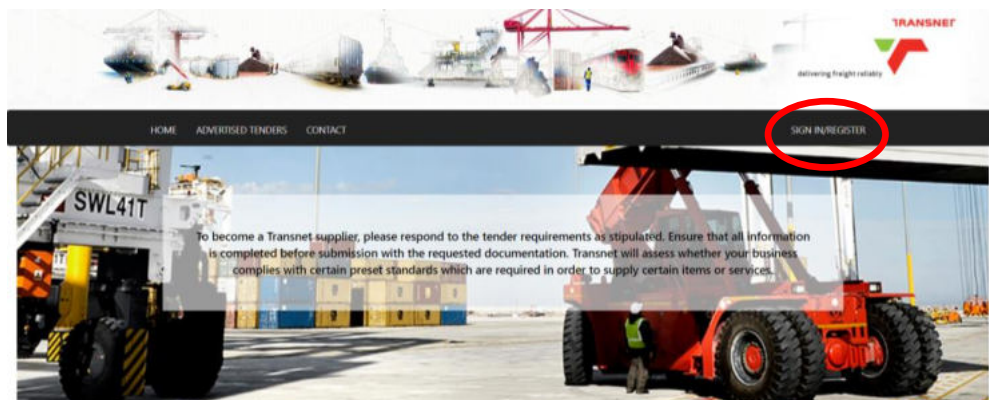 TRANSNET
delivering freight reliably
HOME ADVERTISED TENDERS CONTACT SIGN IN/REGISTER
SWL41T
To become a Transnet supplier, please respond to the tender requirements as stipulated. Ensure that all information
is completed before submission with the requested documentation. Transnet will assess whether your business
complies with certain preset standards which are required in order to supply certain items or services.